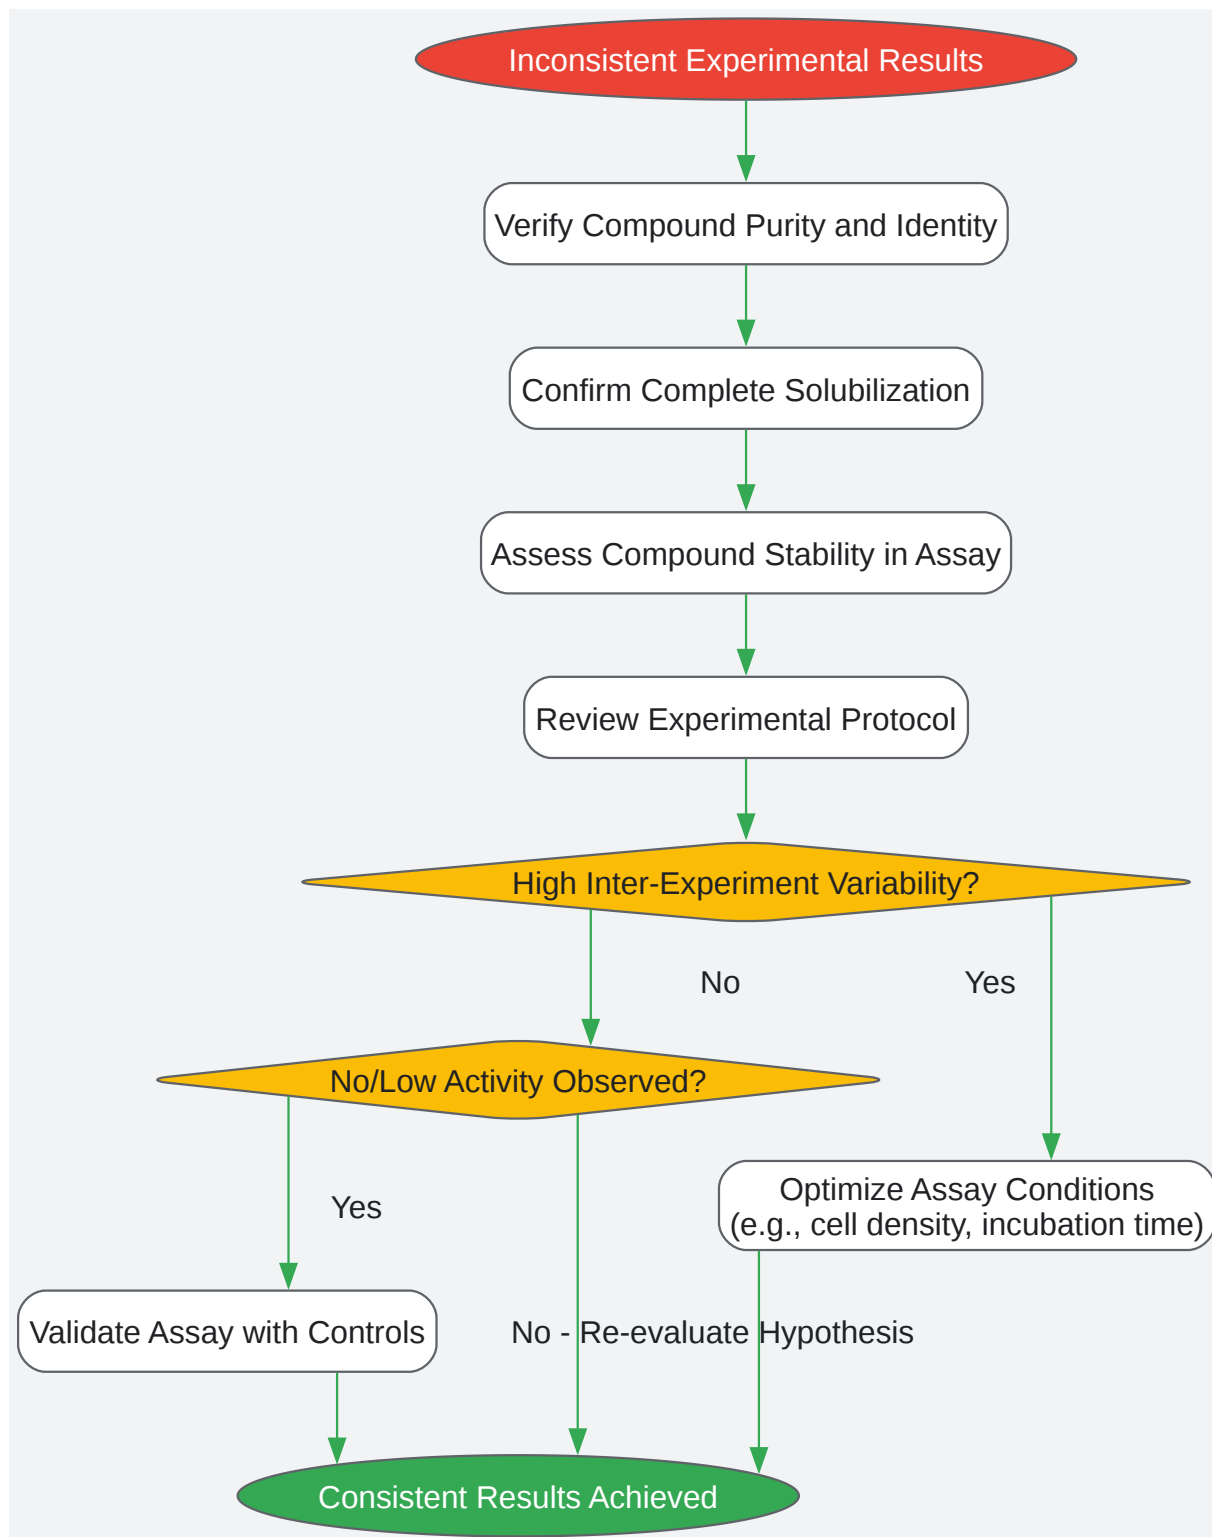 Inconsistent Experimental Results
Verify Compound Purity and Identity
Confirm Complete Solubilization
Assess Compound Stability in Assay
Review Experimental Protocol
High Inter-Experiment Variability?
No
Yes
No/Low Activity Observed?
Yes
Optimize Assay Conditions
(e.g., cell density, incubation time)
Validate Assay with Controls
No - Re-evaluate Hypothesis
Consistent Results Achieved